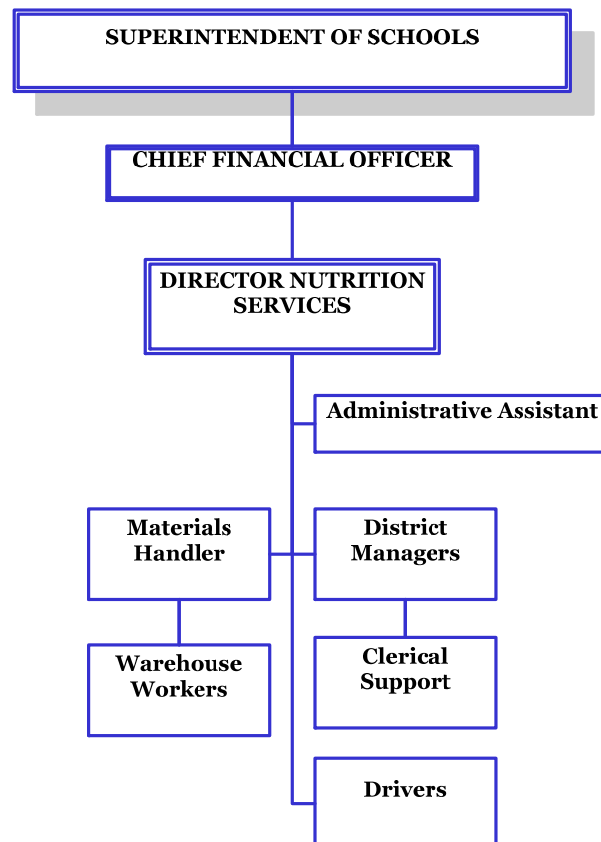 SUPERINTENDENT OF SCHOOLS
CHIEF FINANCIAL OFFICER
DIRECTOR NUTRITION
SERVICES
Administrative Assistant
Materials
Handler
District
Managers
Warehouse
Workers
Clerical
Support
Drivers